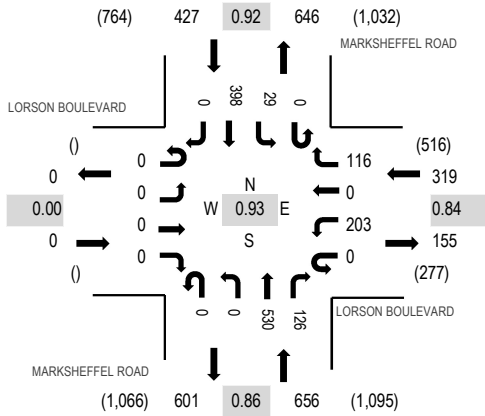 (764) 427 0.92 646 (1,032)
MARKSHEFFEL ROAD
LORSON BOULEVARD
0 398 29 0
()
0
0.00
0
()
0
0
0
0
N
W 0.93 E
S
116
0
203
0
(516)
319
0.84
155
(277)
0 0 530 126
LORSON BOULEVARD
MARKSHEFFEL ROAD
(1,066) 601 0.86 656 (1,095)